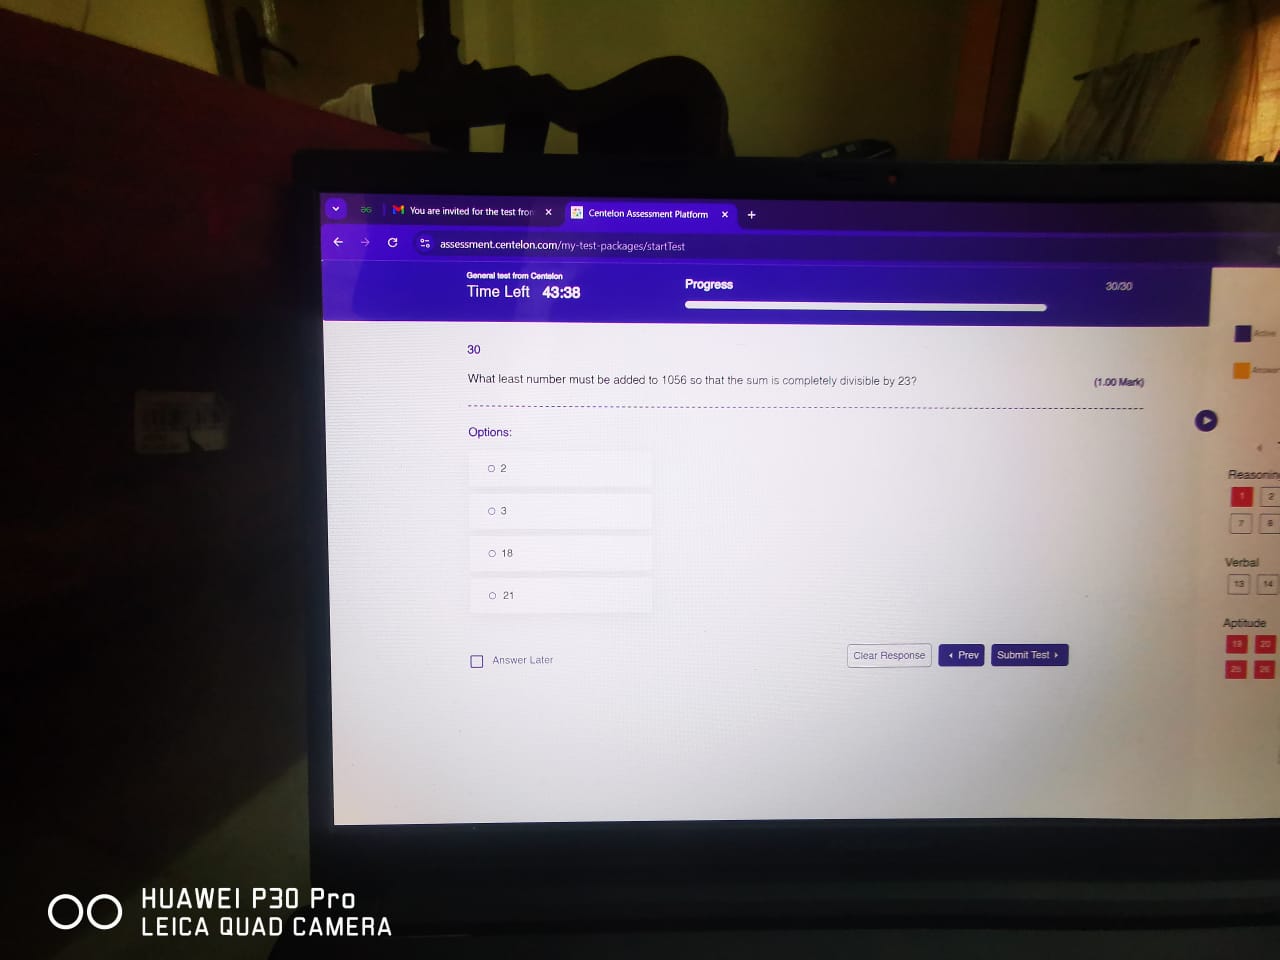 You are invited for the test from
Centelon Assessment Platform
assessment.centelon.com/my-test-packages/startTest
General test from Centelon
Time Left 43:38
Progress
30/30
30
What least number must be added to 1056 so that the sum is completely divisible by 23?
(1.00 Mark)
Options:
2
3
18
21
Answer Later
Clear Response
Prev
Submit Test
Active
Reasoning
1 2
7 8
Verbal
13 14
Aptitude
19 20
25 26
HUAWEI P30 Pro
LEICA QUAD CAMERA